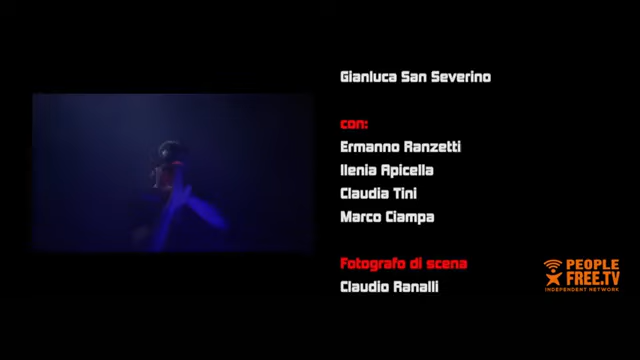 Gianluca San Severino
con:
Ermanno Ranzetti
Ilenia Apicella
Claudia Tini
Marco Ciampa
Fotografo di scena
Claudio Ranalli
PEOPLE
FREE.TV
INDEPENDENT NETWORK